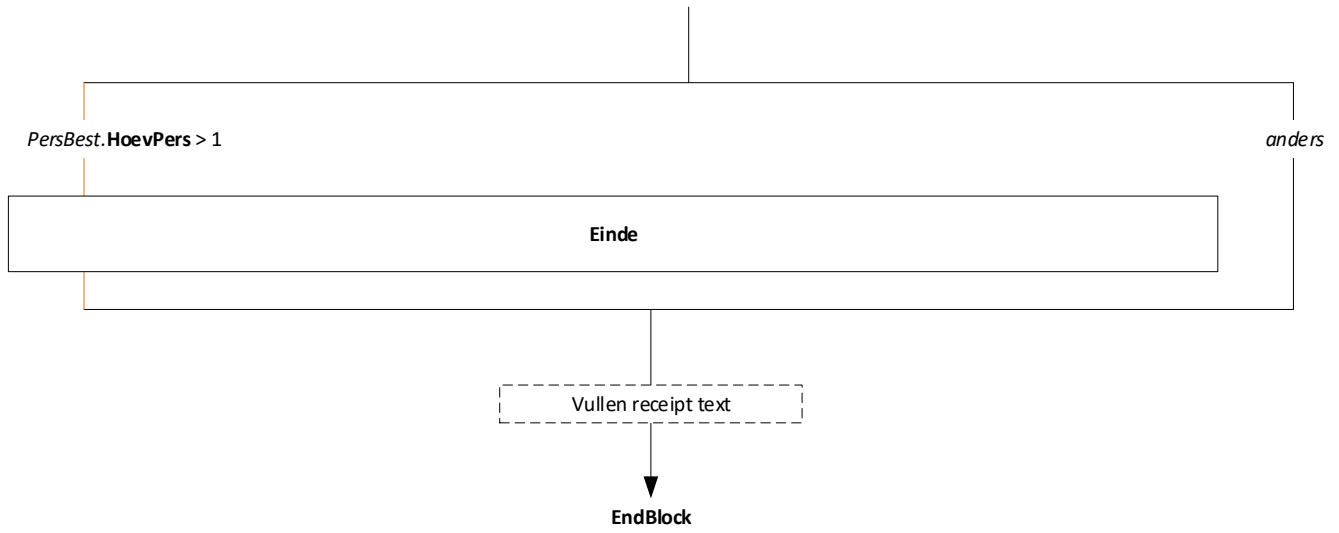 PersBest.HoevPers > 1
anders
Einde
Vullen receipt text
EndBlock